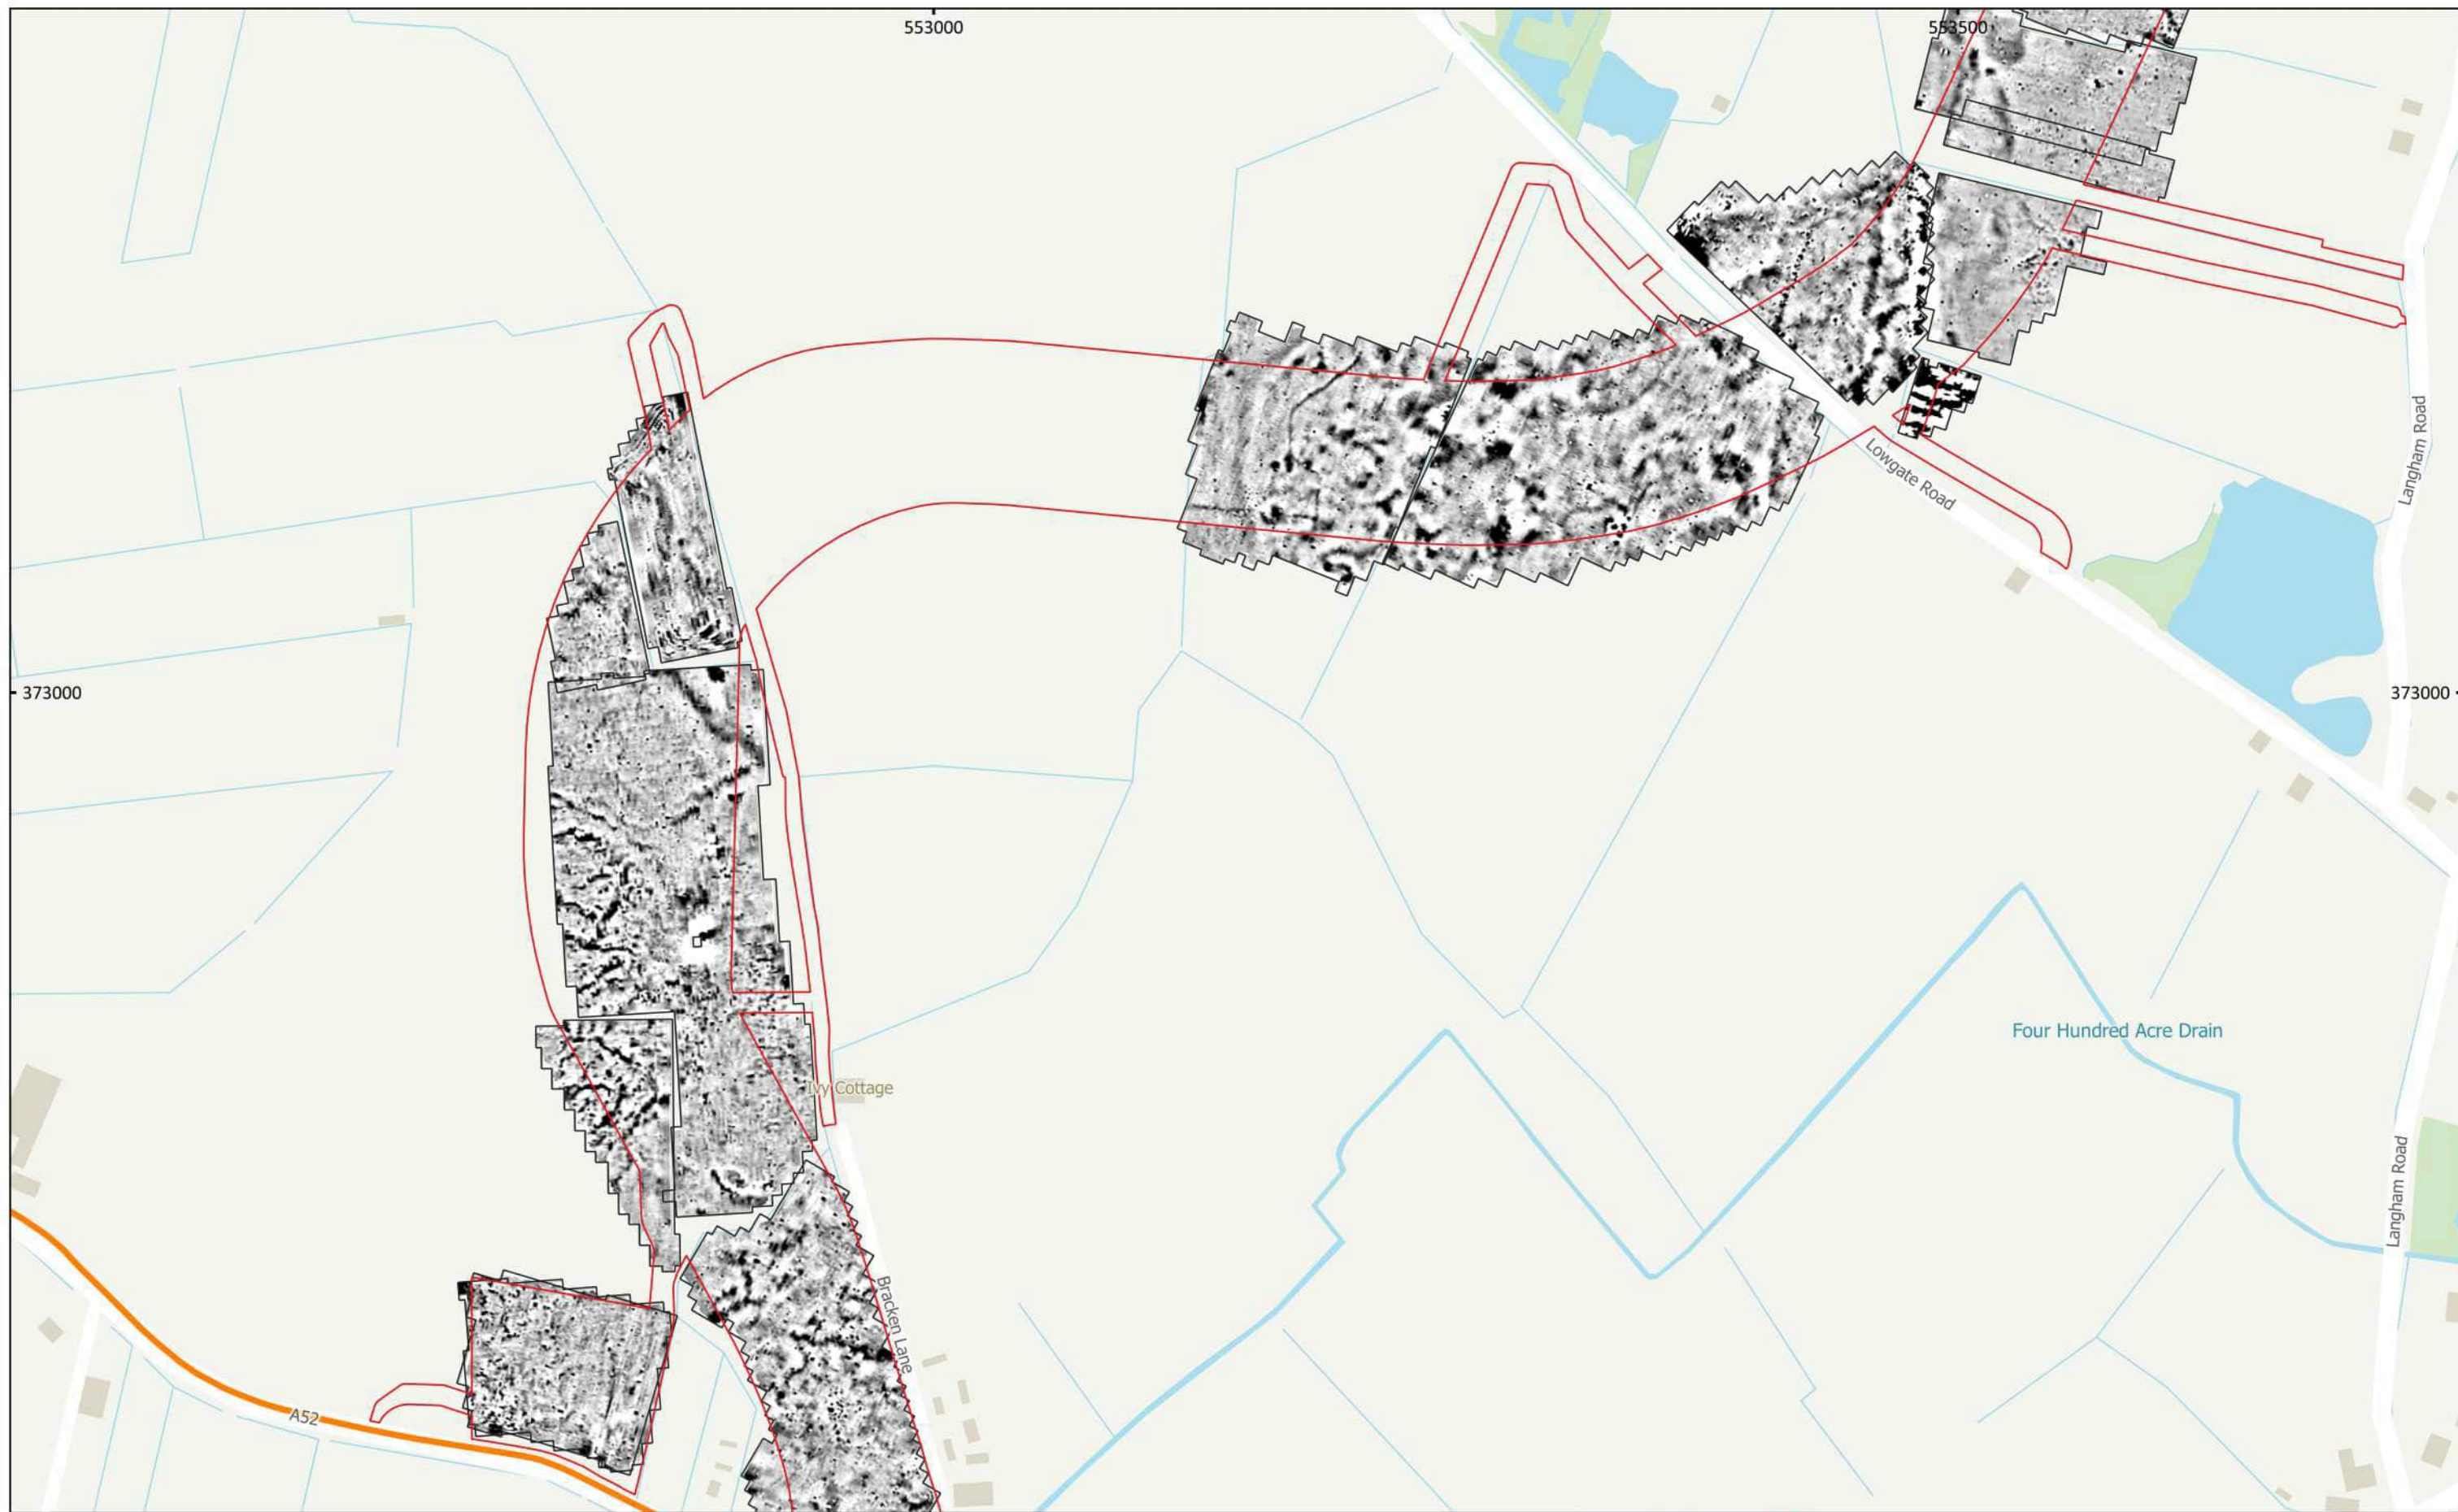 553000
553500
Langham Road
Lowgate Road
373000
373000
Four Hundred Acre Drain
Ivy Cottage
Langham Road
Bracken Lane
A52